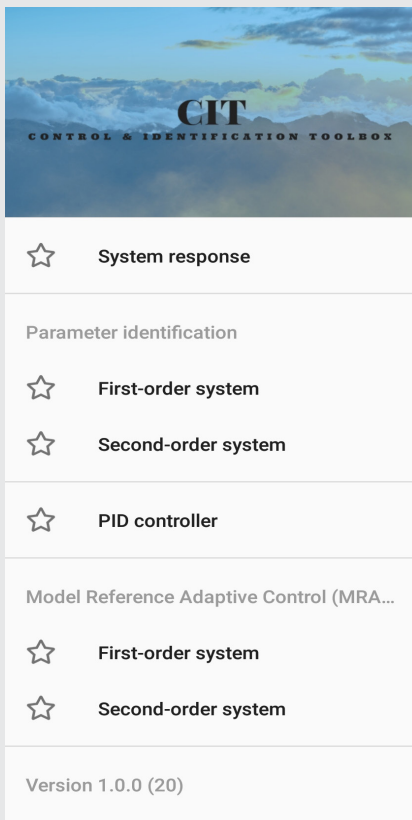 CIT
CONTROL & IDENTIFICATION TOOLBOX
System response
Parameter identification
First-order system
Second-order system
PID controller
Model Reference Adaptive Control (MRA...
First-order system
Second-order system
Version 1.0.0 (20)